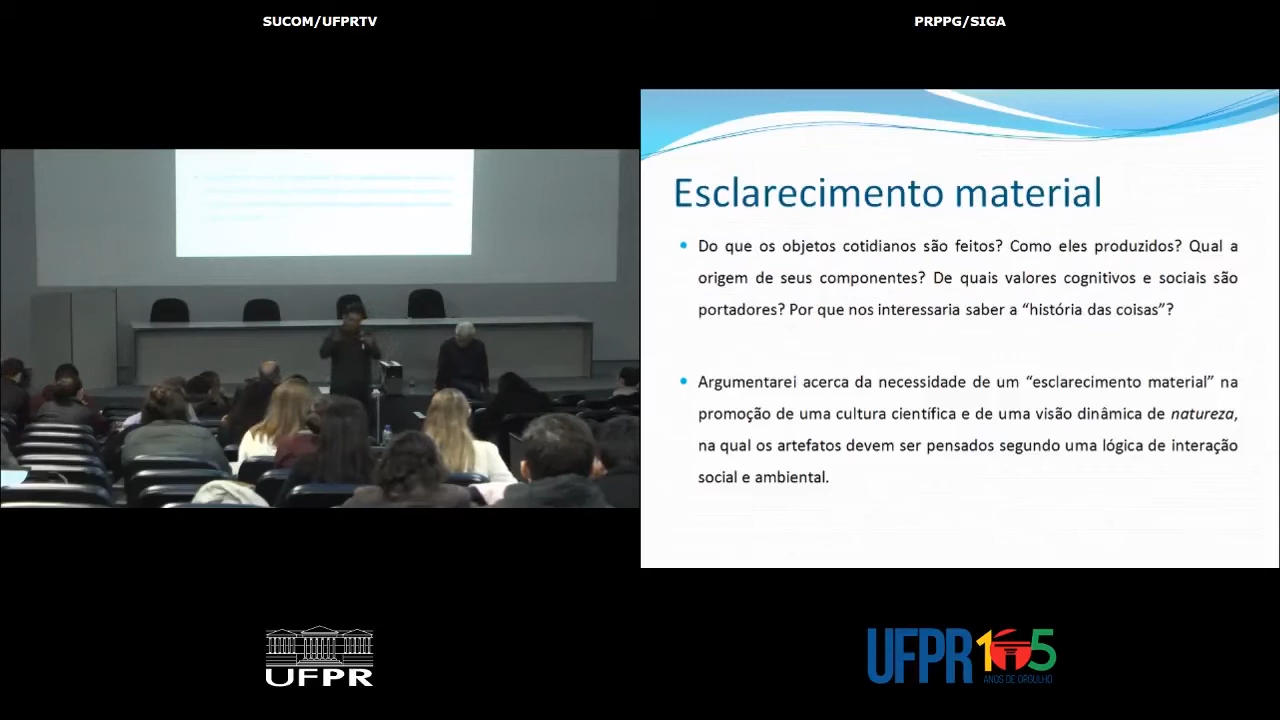 SUCOM/UFPRTV
PRPPG/SIGA
Esclarecimento material
• Do que os objetos cotidianos são feitos? Como eles produzidos? Qual a
origem de seus componentes? De quais valores cognitivos e sociais são
portadores? Por que nos interessaria saber a “história das coisas”?
• Argumentarei acerca da necessidade de um “esclarecimento material” na
promoção de uma cultura científica e de uma visão dinâmica de natureza,
na qual os artefatos devem ser pensados segundo uma lógica de interação
social e ambiental.
UFPR
UFPR 105
ANOS DE ORGULHO